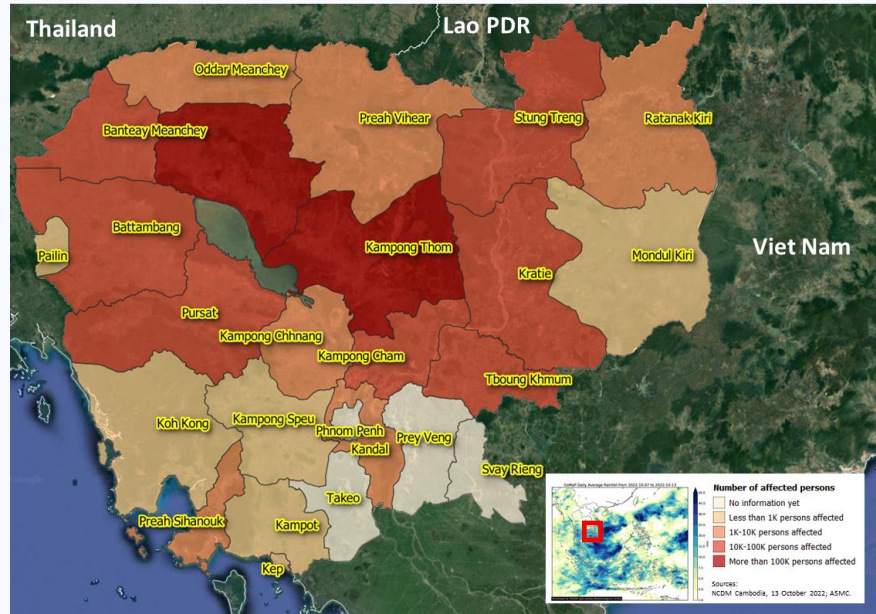 Thailand
Lao PDR
Oddar Meanchey
Banteay Meanchey
Preah Vihear
Stung Treng
Ratanak Kiri
Battambang
Pailin
Kampong Thom
Kratie
Mondul Kiri
Viet Nam
Pursat
Kampong Chhnang
Kampong Cham
Tboung Khmum
Koh Kong
Kampong Speu
Phnom Penh
Prey Veng
Kandal
Svay Rieng
Takeo
Preah Sihanouk
Kampot
Kep
Number of affected persons
No information yet
Less than 1K persons affected
1K-10K persons affected
10K-100K persons affected
More than 100K persons affected
Sources:
NCDM Cambodia, 13 October 2022; ASMC.